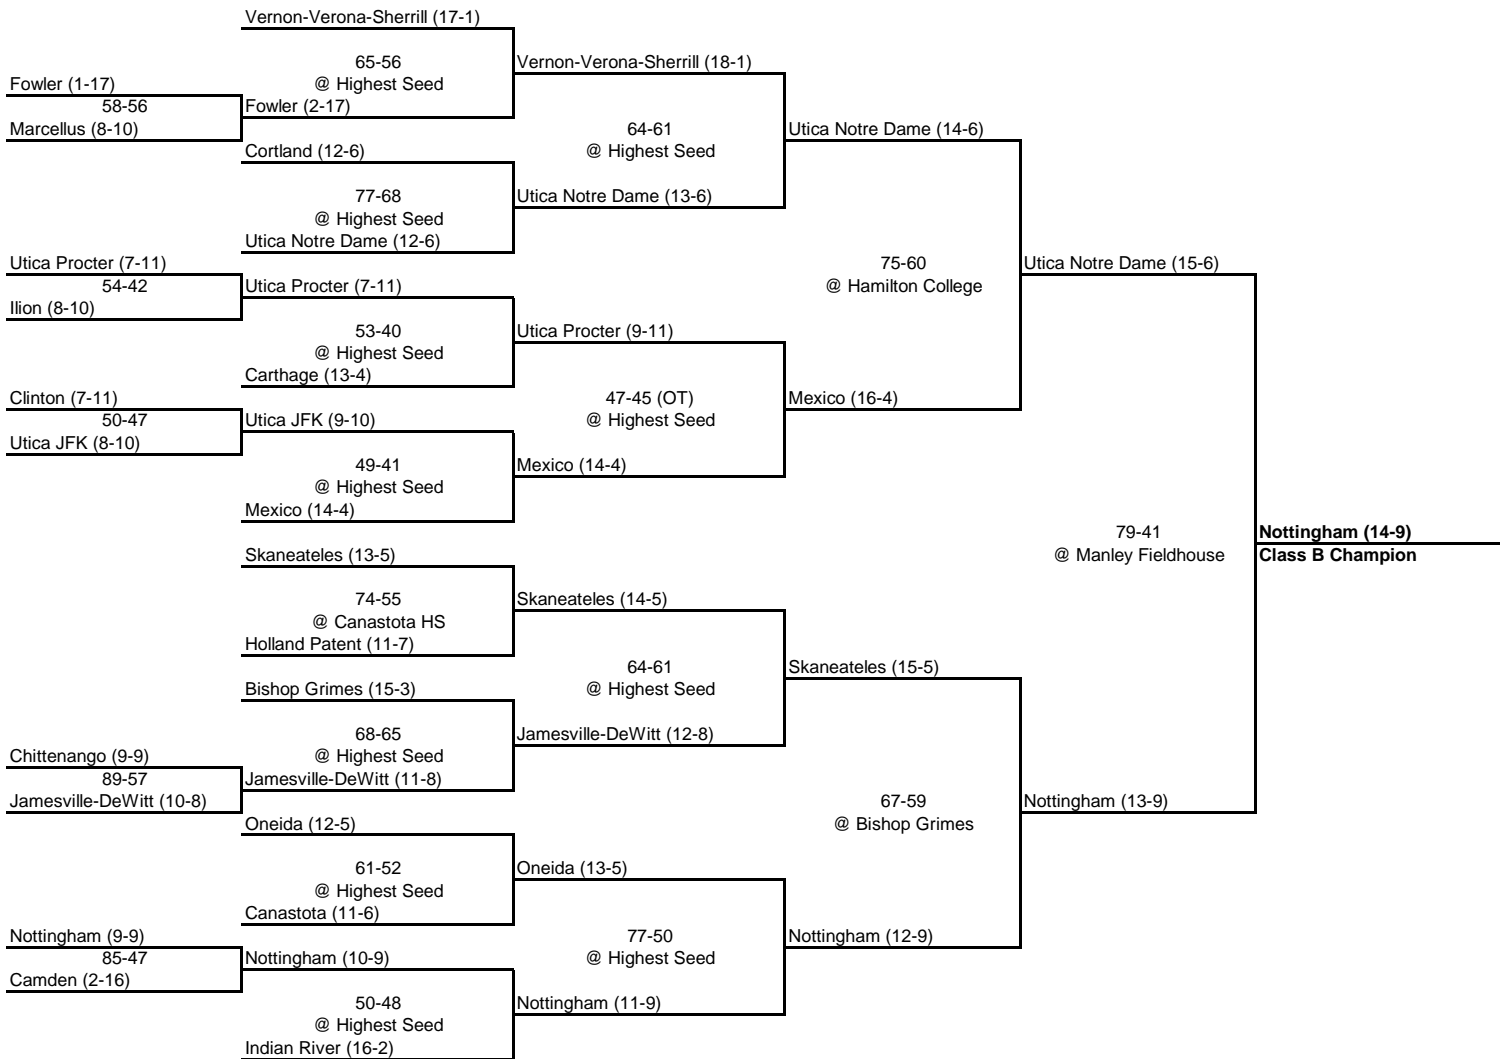 Vernon-Verona-Sherrill (17-1)
65-56
@ Highest Seed
Vernon-Verona-Sherrill (18-1)
Fowler (1-17)
58-56
Marcellus (8-10)
Fowler (2-17)
64-61
@ Highest Seed
Utica Notre Dame (14-6)
Cortland (12-6)
77-68
@ Highest Seed
Utica Notre Dame (13-6)
Utica Notre Dame (12-6)
75-60
@ Hamilton College
Utica Notre Dame (15-6)
Utica Procter (7-11)
54-42
Ilion (8-10)
Utica Procter (7-11)
53-40
@ Highest Seed
Utica Procter (9-11)
Carthage (13-4)
47-45 (OT)
@ Highest Seed
Mexico (16-4)
Clinton (7-11)
50-47
Utica JFK (8-10)
Utica JFK (9-10)
49-41
@ Highest Seed
Mexico (14-4)
Mexico (14-4)
79-41
@ Manley Fieldhouse
Nottingham (14-9)
Class B Champion
Skaneateles (13-5)
74-55
@ Canastota HS
Skaneateles (14-5)
Holland Patent (11-7)
64-61
@ Highest Seed
Skaneateles (15-5)
Bishop Grimes (15-3)
68-65
@ Highest Seed
Jamesville-DeWitt (12-8)
Chittenango (9-9)
89-57
Jamesville-DeWitt (10-8)
Jamesville-DeWitt (11-8)
67-59
@ Bishop Grimes
Nottingham (13-9)
Oneida (12-5)
61-52
@ Highest Seed
Oneida (13-5)
Canastota (11-6)
77-50
@ Highest Seed
Nottingham (12-9)
Nottingham (9-9)
85-47
Camden (2-16)
Nottingham (10-9)
50-48
@ Highest Seed
Nottingham (11-9)
Indian River (16-2)